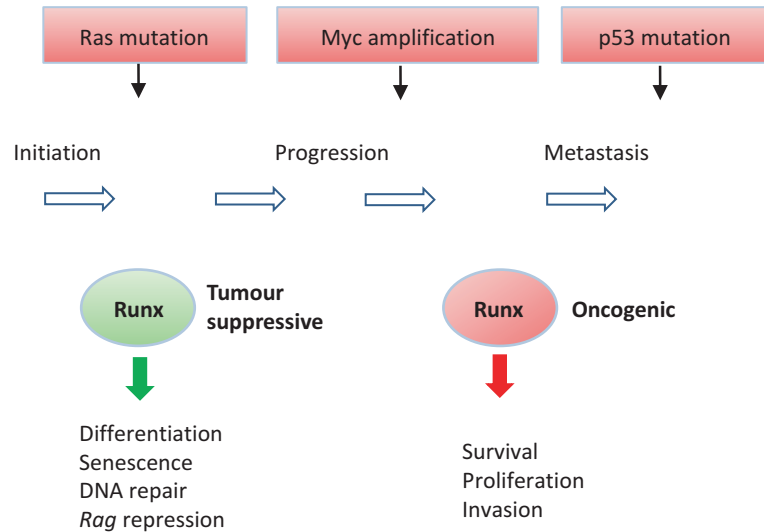 Ras mutation
Myc amplification
p53 mutation
Initiation
Progression
Metastasis
Runx
Tumour
suppressive
Runx
Oncogenic
Differentiation
Senescence
DNA repair
Rag repression
Survival
Proliferation
Invasion